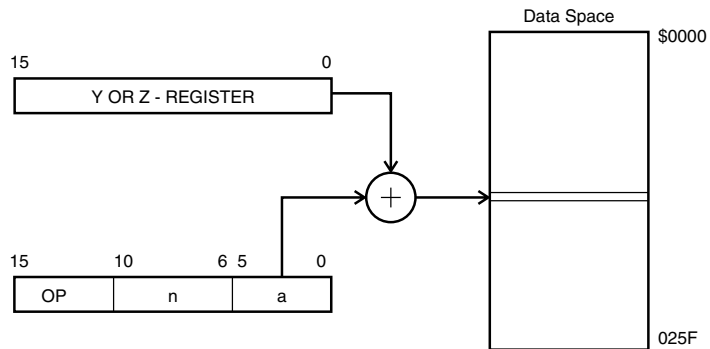 Data Space
$0000
15 0
Y OR Z - REGISTER
+
15 10 6 5 0
OP n a
025F